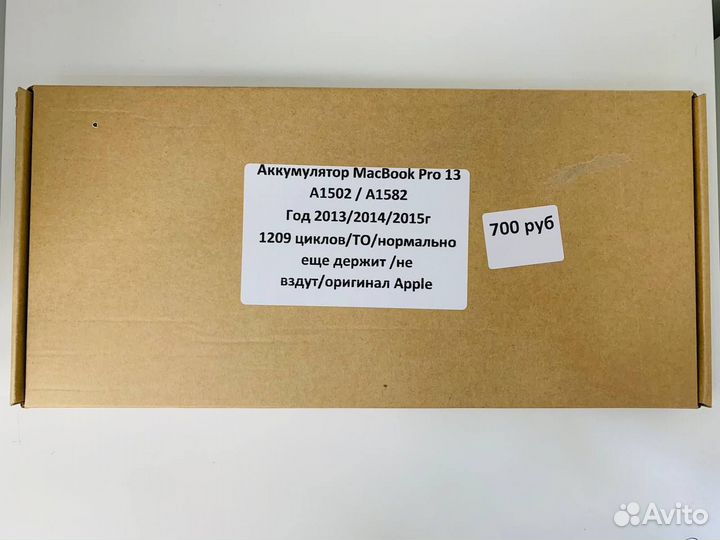 Аккумулятор MacBook Pro 13
A1502 / A1582
Год 2013/2014/2015г
1209 циклов/ТО/нормально
еще держит /не
вздут/оригинал Apple
700 руб
Avito